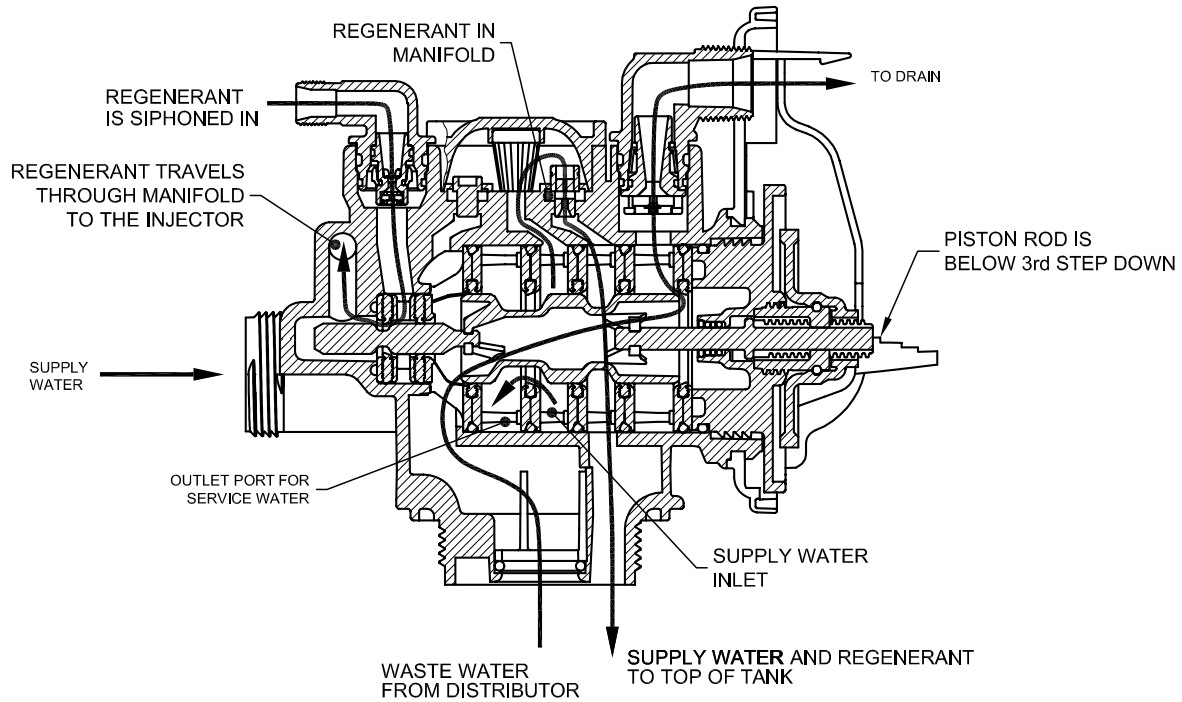 REGENERANT IN
MANIFOLD
TO DRAIN
REGENERANT
IS SIPHONED IN
REGENERANT TRAVELS
THROUGH MANIFOLD
TO THE INJECTOR
PISTON ROD IS
BELOW 3rd STEP DOWN
SUPPLY
WATER
OUTLET PORT FOR
SERVICE WATER
SUPPLY WATER
INLET
WASTE WATER
FROM DISTRIBUTOR
SUPPLY WATER AND REGENERANT
TO TOP OF TANK